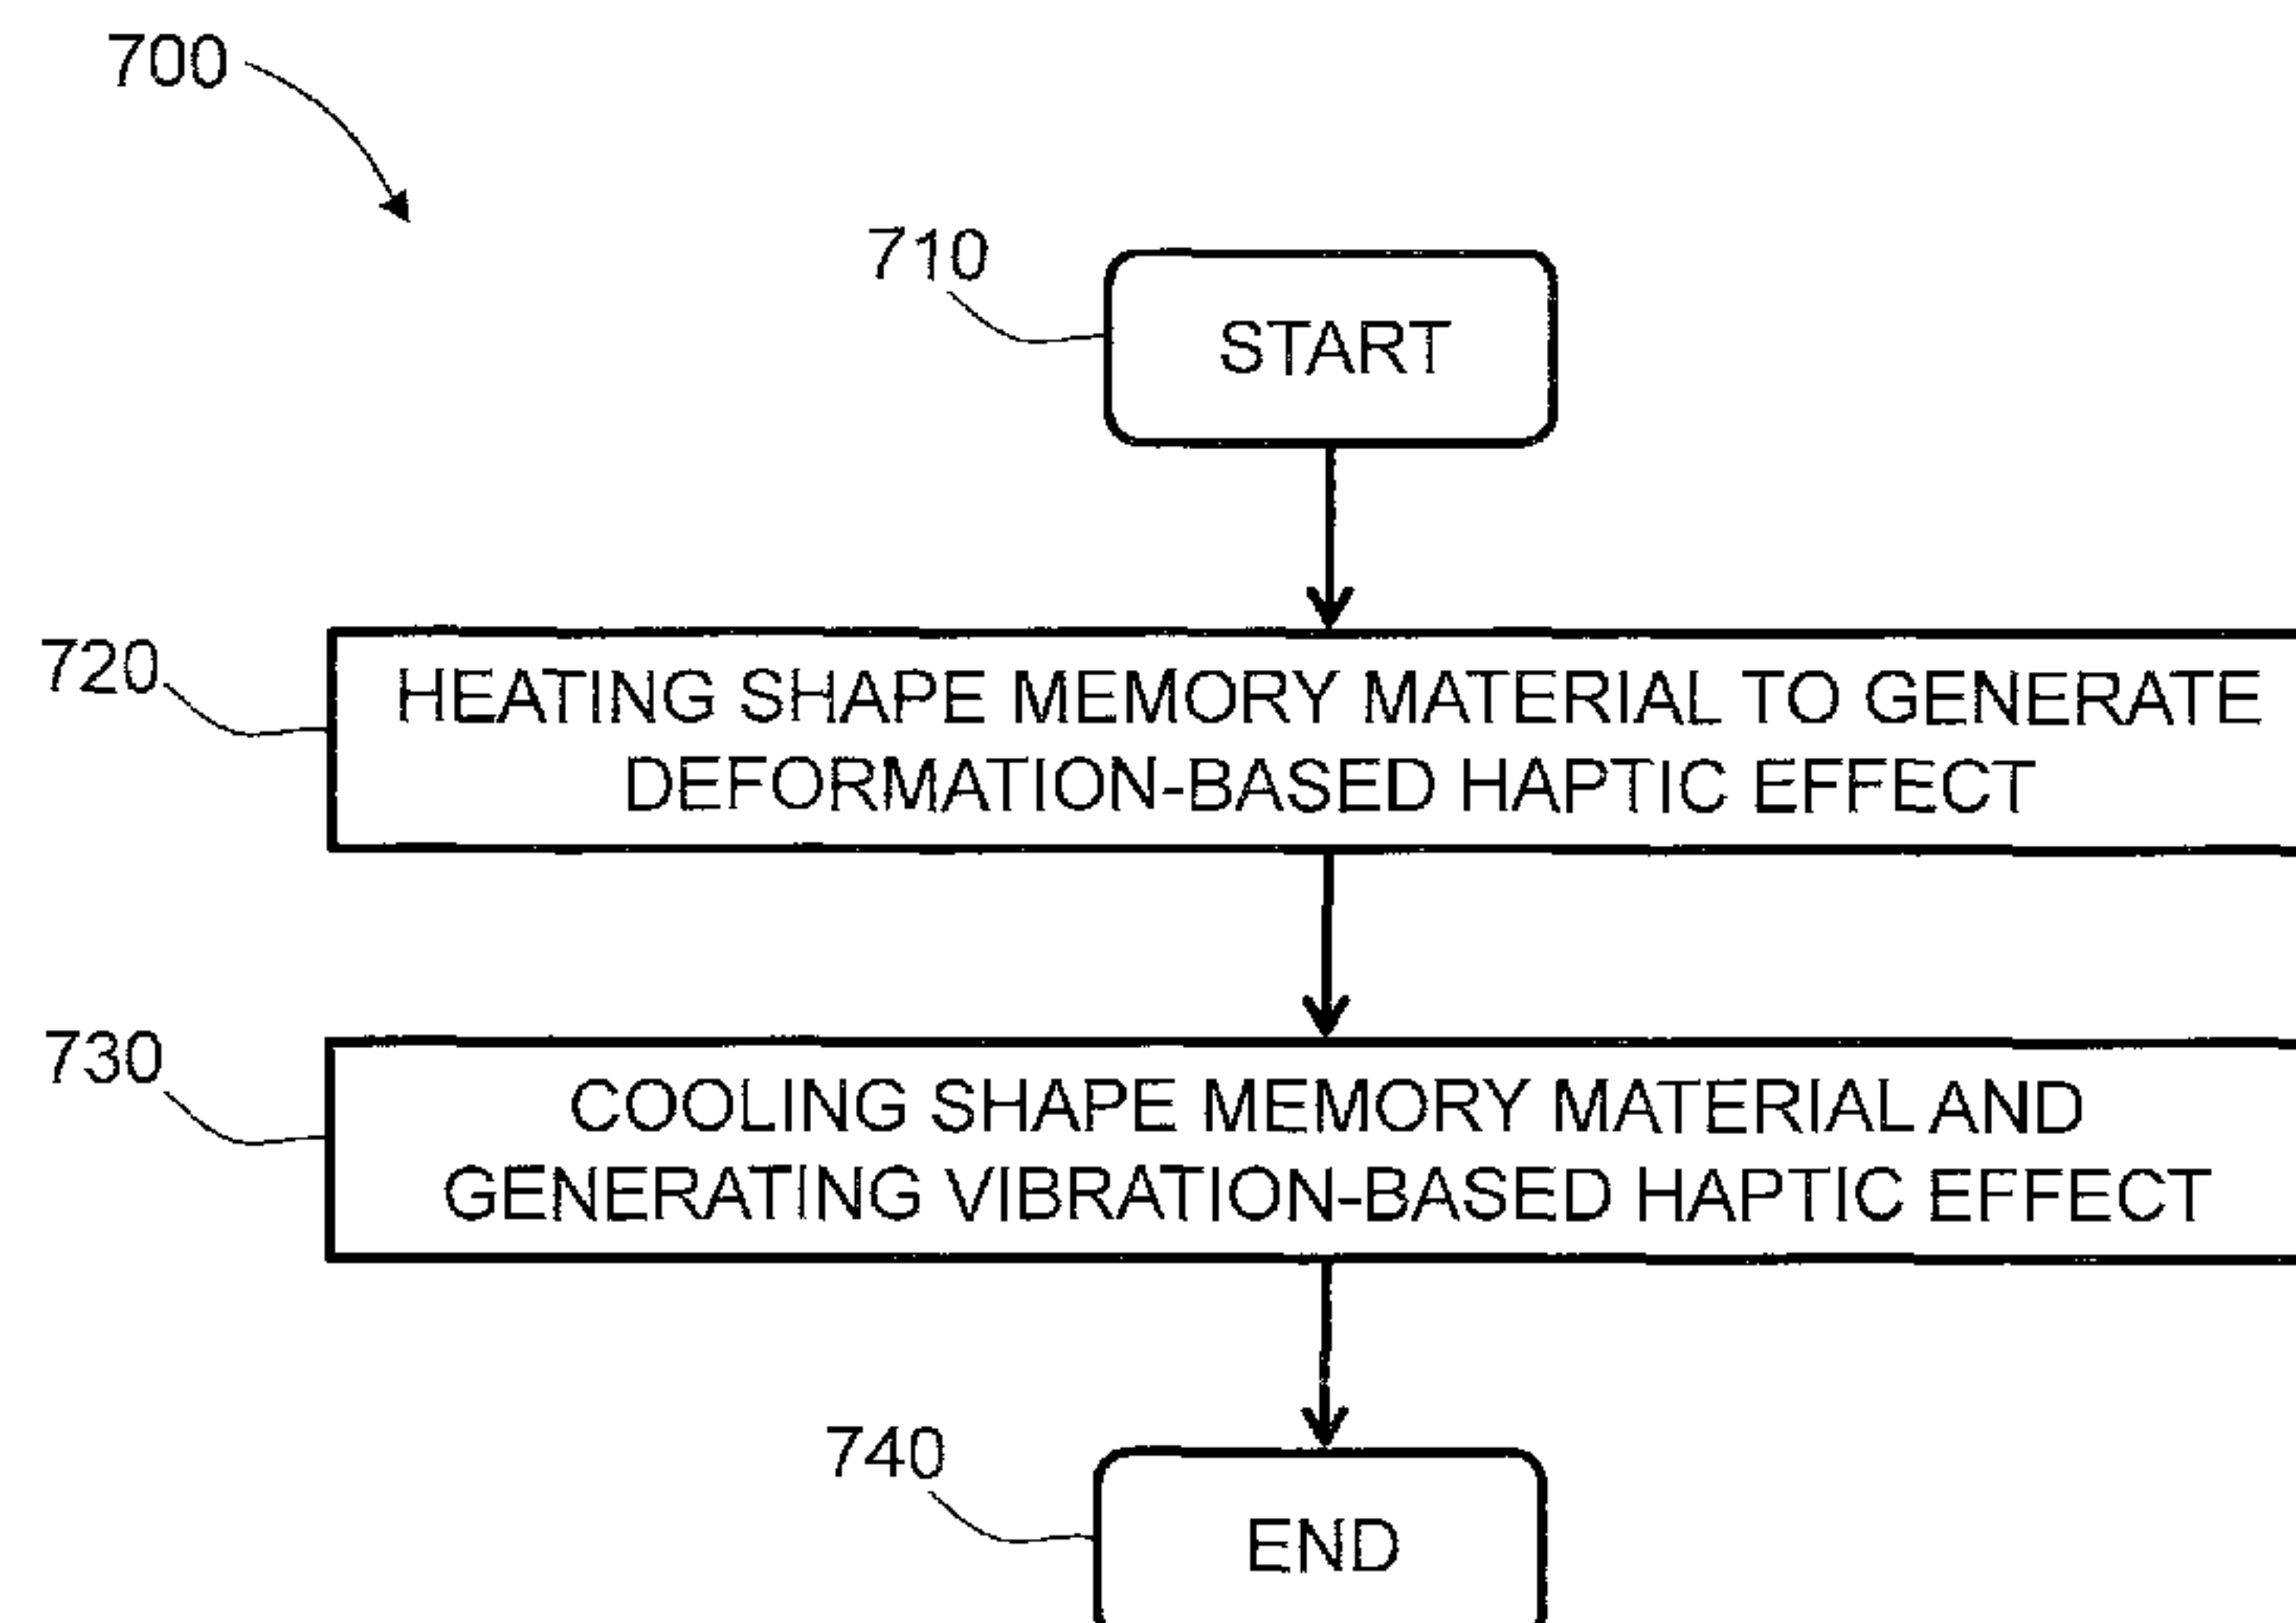 700
710
START
720
HEATING SHAPE MEMORY MATERIAL TO GENERATE
DEFORMATION-BASED HAPTIC EFFECT
730
COOLING SHAPE MEMORY MATERIAL AND
GENERATING VIBRATION-BASED HAPTIC EFFECT
740
END